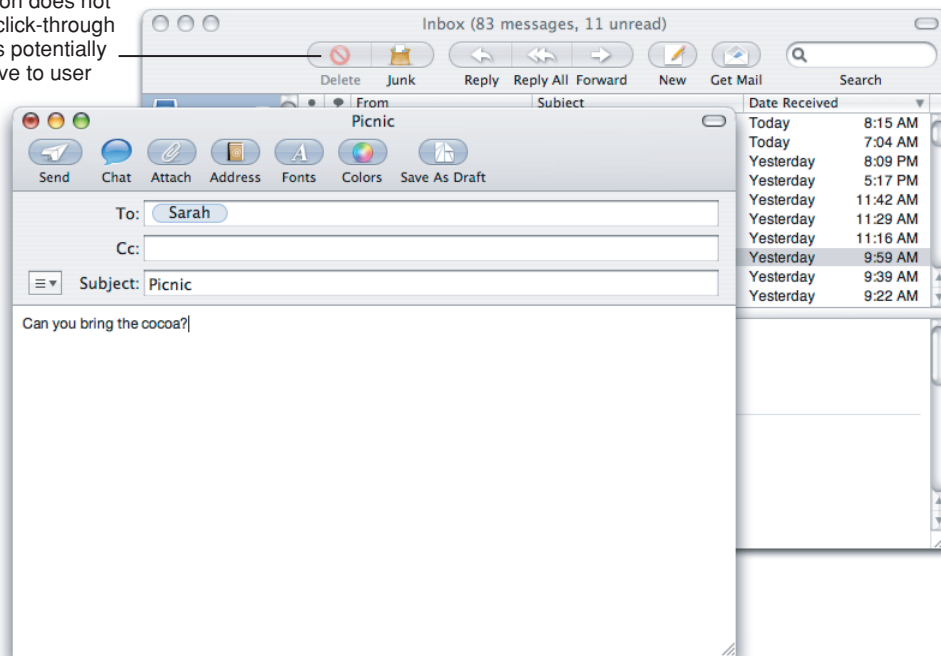 on does not
click-through
s potentially
ve to user
Inbox (83 messages, 11 unread)
Delete Junk Reply Reply All Forward New Get Mail Search
From Subject Date Received
Today 8:15 AM
Today 7:04 AM
Yesterday 8:09 PM
Yesterday 5:17 PM
Yesterday 11:42 AM
Yesterday 11:29 AM
Yesterday 11:16 AM
Yesterday 9:59 AM
Yesterday 9:39 AM
Yesterday 9:22 AM
Picnic
Send Chat Attach Address Fonts Colors Save As Draft
To: Sarah
Cc:
Subject: Picnic
Can you bring the cocoa?